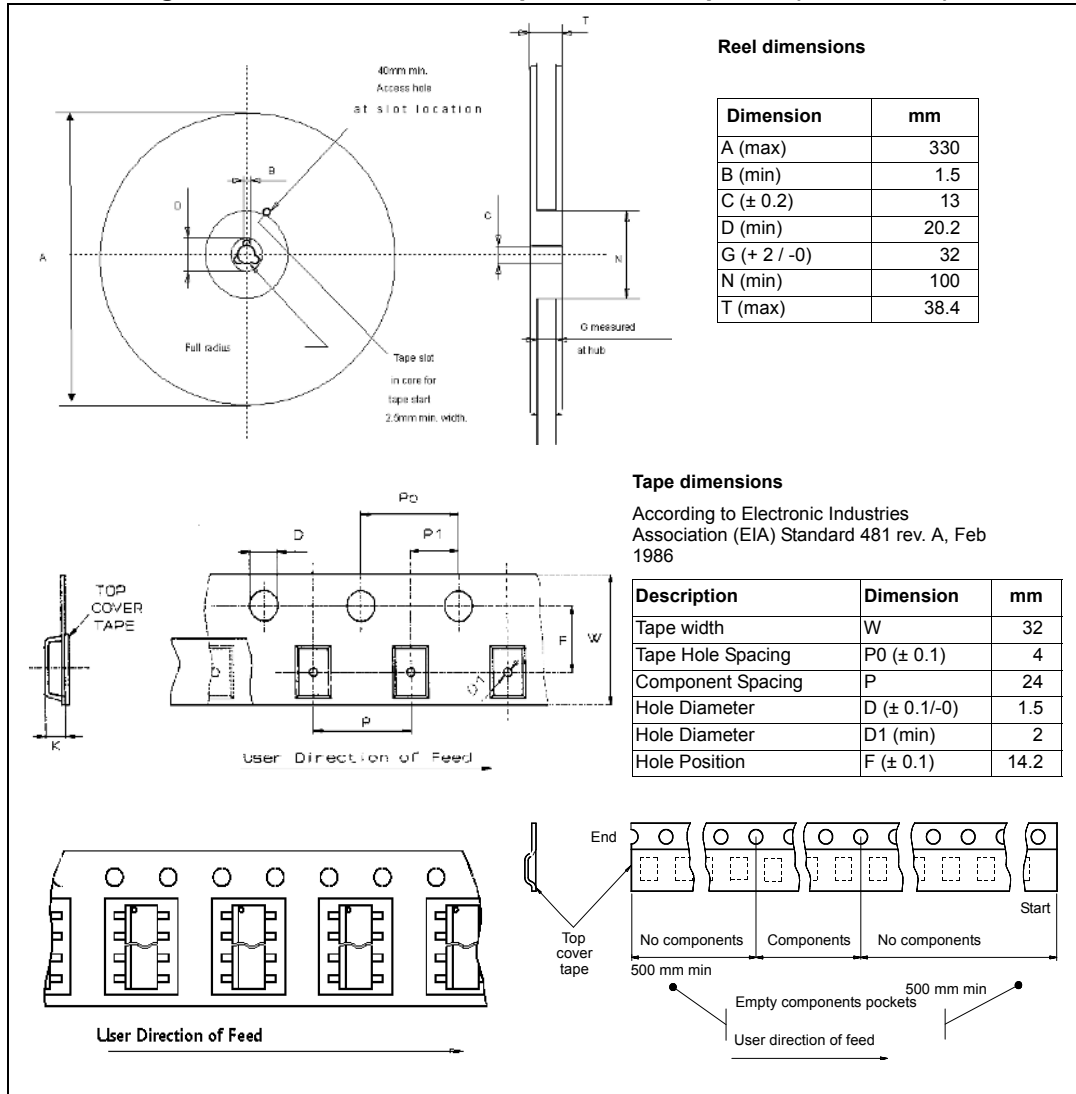 T
Reel dimensions
40mm min.
Access hole
at slot location
B
D
C
A
N
G measured
at hub
Full radius
Tape slot
in core for
tape start
2.5mm min. width.
Dimension mm
A (max) 330
B (min) 1.5
C (± 0.2) 13
D (min) 20.2
G (+ 2 / -0) 32
N (min) 100
T (max) 38.4
Tape dimensions
According to Electronic Industries
Association (EIA) Standard 481 rev. A, Feb
1986
Description Dimension mm
Tape width W 32
Tape Hole Spacing P0 (± 0.1) 4
Component Spacing P 24
Hole Diameter D (± 0.1/-0) 1.5
Hole Diameter D1 (min) 2
Hole Position F (± 0.1) 14.2
Po
D P1
TOP
COVER
TAPE
F W
D1
K
P
User Direction of Feed
User Direction of Feed
End
Start
Top
cover
tape
No components Components No components
500 mm min
500 mm min
Empty components pockets
User direction of feed